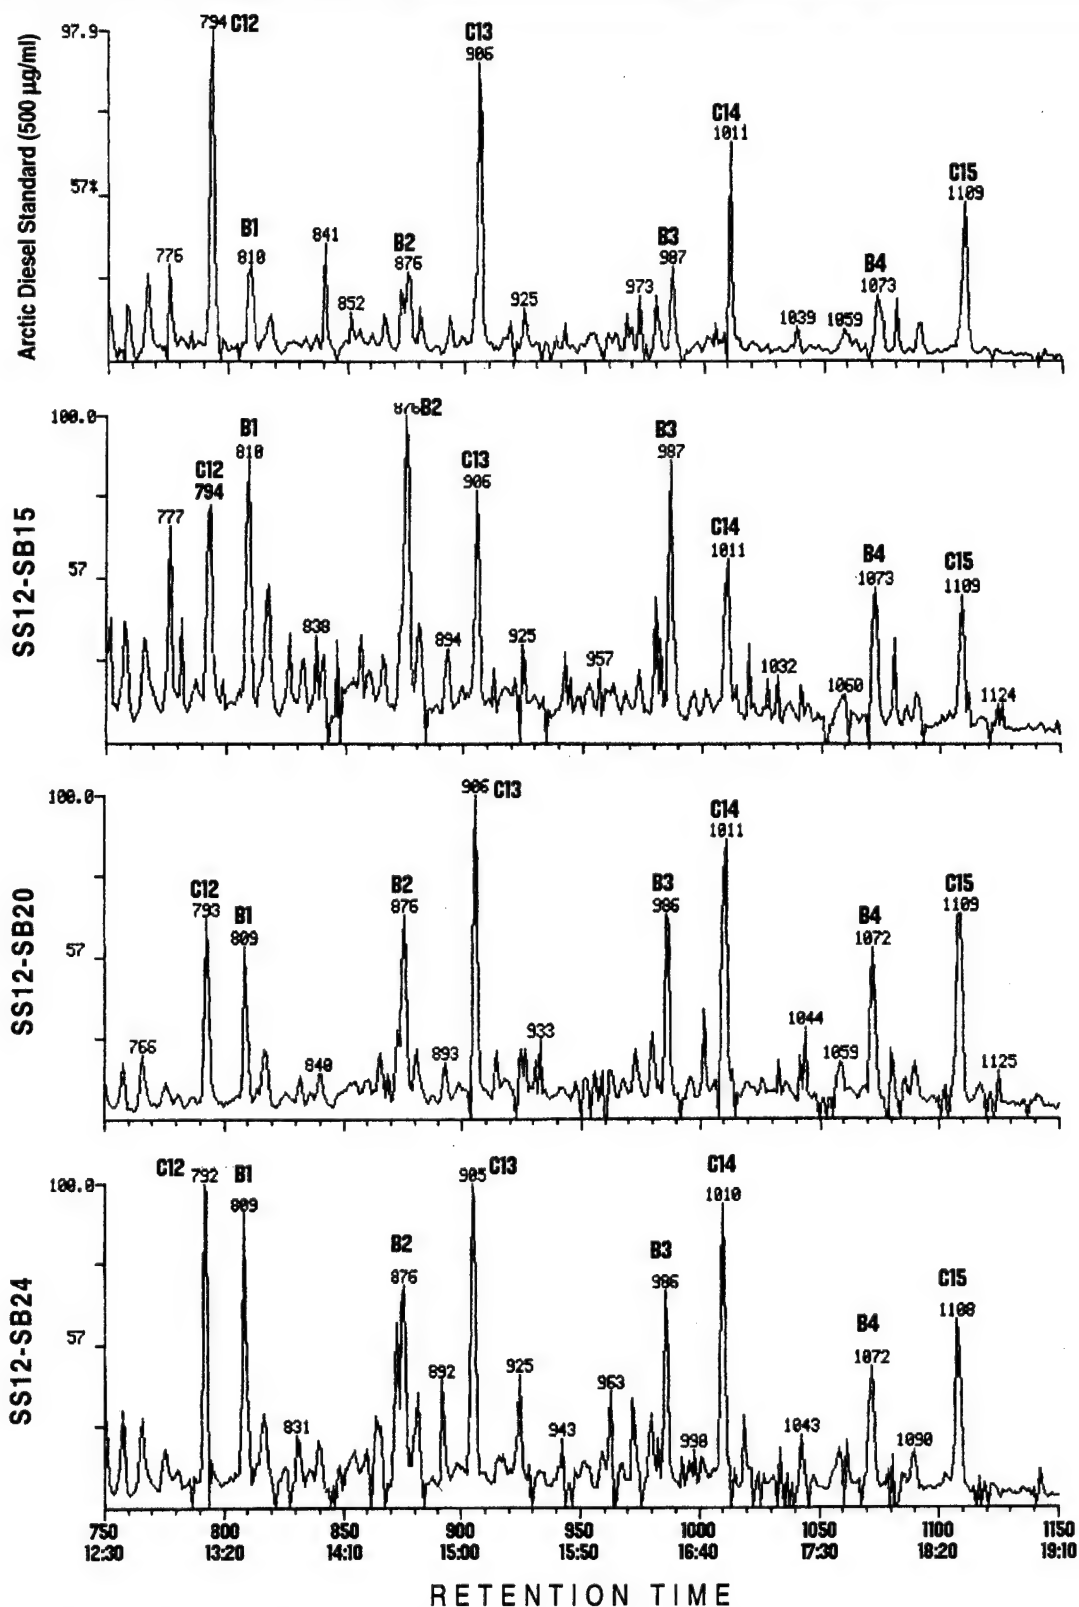 Arctic Diesel Standard (500 µg/ml)
97.9
57*
776
794 C12
B1
810
841
852
B2
876
C13
906
925
973
B3
987
C14
1011
1039
1059
B4
1073
C15
1109
SS12-SB15
100.0
57
777
C12
794
B1
810
838
876 B2
894
C13
906
925
957
B3
987
C14
1011
1032
1060
B4
1073
C15
1109
1124
SS12-SB20
100.0
57
766
C12
793
B1
809
840
B2
876
893
906 C13
933
B3
986
C14
1011
1044
1059
B4
1072
C15
1109
1125
SS12-SB24
100.0
57
C12 792
B1
809
831
B2
876
892
905 C13
925
943
963
B3
986
998
C14
1010
1043
B4
1072
1090
C15
1108
750 800 850 900 950 1000 1050 1100 1150
12:30 13:20 14:10 15:00 15:50 16:40 17:30 18:20 19:10
RETENTION TIME